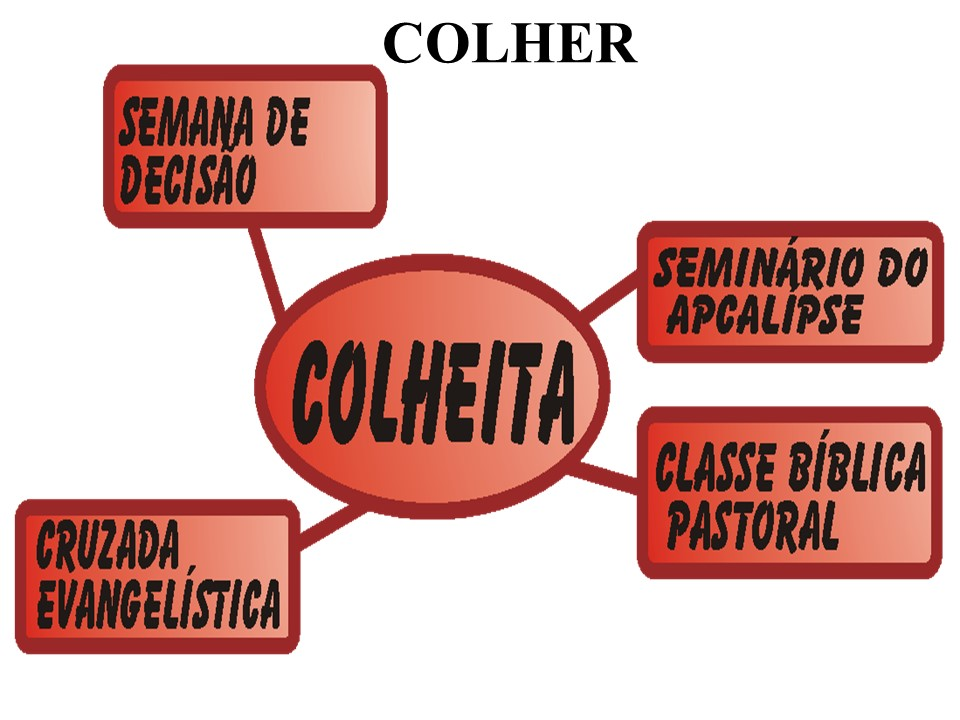 COLHER
SEMANA DE
DECISÃO
SEMINÁRIO DO
APCALÍPSE
COLHEITA
CLASSE BÍBLICA
PASTORAL
CRUZADA
EVANGELÍSTICA